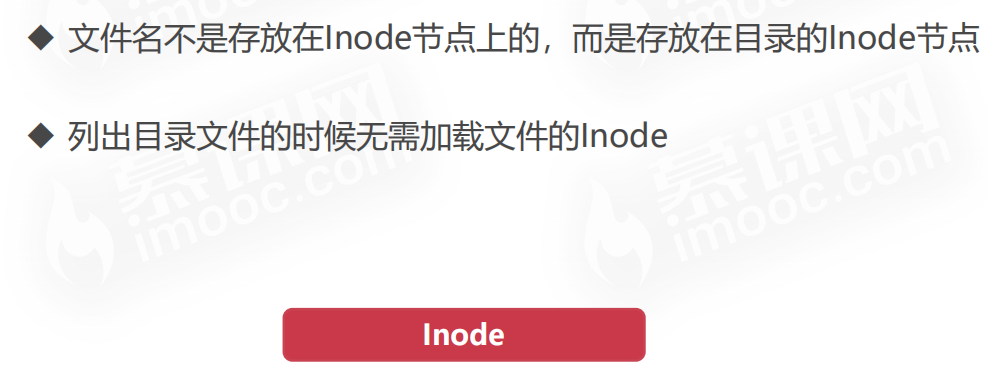 ◆ 文件名不是存放在Inode节点上的，而是存放在目录的Inode节点
◆ 列出目录文件的时候无需加载文件的Inode
慕课网
imooc.com
慕课网
imooc.com
Inode